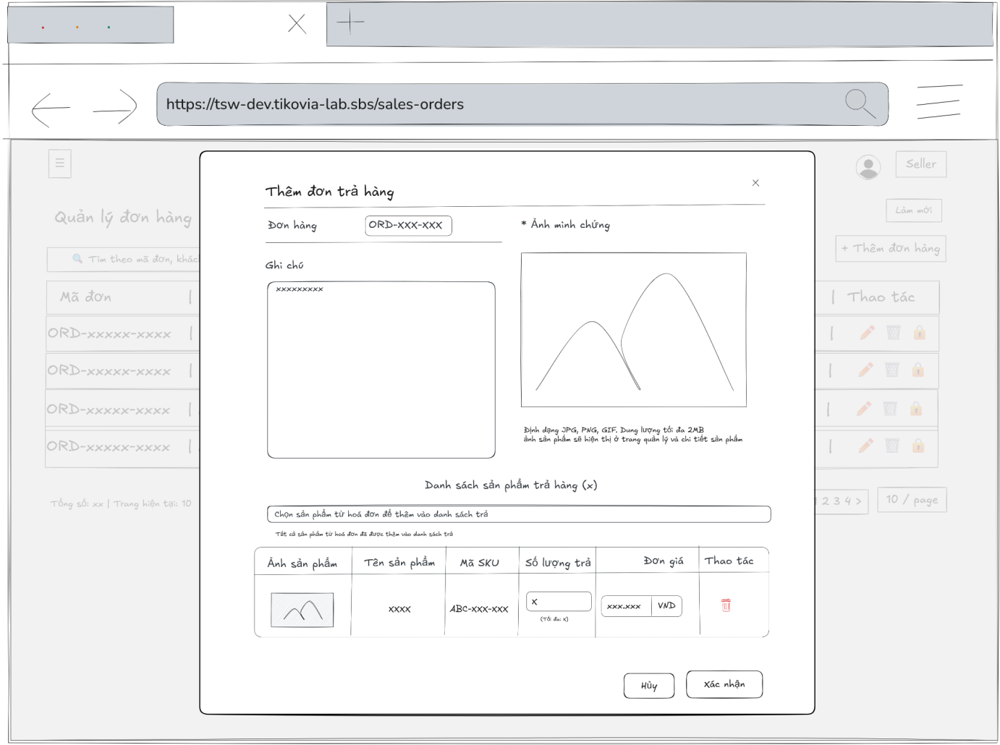 https://tsw-dev.tikovia-lab.sbs/sales-orders
Seller
Quản lý đơn hàng
Làm mới
Tìm theo mã đơn, khác
+ Thêm đơn hàng
Mã đơn | | Thao tác
ORD-xxxxx-xxxx | |
ORD-xxxxx-xxxx | |
ORD-xxxxx-xxxx | |
ORD-xxxxx-xxxx | |
Tổng số: xx | Trang hiện tại: 10
1 2 3 4 >
10 / page
Thêm đơn trả hàng
Đơn hàng
ORD-XXX-XXX
* Ảnh minh chứng
Ghi chú
xxxxxxxxx
Định dạng JPG, PNG, GIF. Dung lượng tối đa 2MB
ảnh sản phẩm sẽ hiện thị ở trang quản lý và chi tiết sản phẩm
Danh sách sản phẩm trả hàng (x)
Chọn sản phẩm từ hoá đơn để thêm vào danh sách trả
Tất cả sản phẩm từ hoá đơn đã được thêm vào danh sách trả
Ảnh sản phẩm Tên sản phẩm Mã SKU Số lượng trả Đơn giá Thao tác
xxxx ABC-xxx-xxx x xxx.xxx VND
(Tối đa: x)
Hủy
Xác nhận